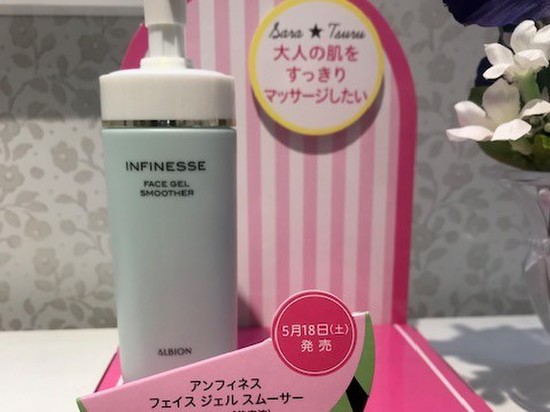 Sara ★ Tsuru
大人の肌を
すっきり
マッサージしたい
INFINESSE
FACE GEL
SMOOTHER
ALBION
5月18日(土)
発売
アンフィネス
フェイス ジェル スムーサー